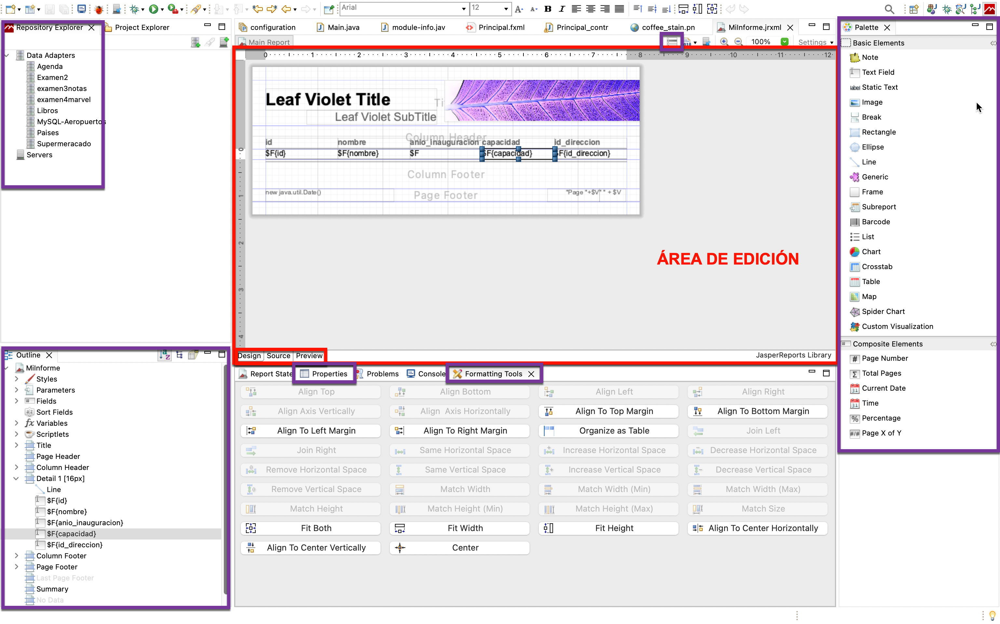 Arial
12
Repository Explorer
Project Explorer
Data Adapters
Agenda
Examen2
examen3notas
examen4marvel
Libros
MySQL-Aeropuertos
Paises
Supermeracado
Servers
configuration
Main.java
module-info.jav
Principal.fxml
Principal_contr
coffee_stain.pn
MiInforme.jrxml
Main Report
100%
Settings
0 1 2 3 4 5 6 7 8 9 10 11 12
Leaf Violet Title
Leaf Violet SubTitle
Column Header
id
nombre
anio_inauguracion
capacidad
id_direccion
$F{id}
$F{nombre}
$F
$F{capacidad}
$F{id_direccion}
Column Footer
new java.util.Date()
Page Footer
"Page "+$V
" " + $V
0
1
2
3
4
ÁREA DE EDICIÓN
Design
Source
Preview
JasperReports Library
Palette
Basic Elements
Note
Text Field
Static Text
Image
Break
Rectangle
Ellipse
Line
Generic
Frame
Subreport
Barcode
List
Chart
Crosstab
Table
Map
Spider Chart
Custom Visualization
Composite Elements
Page Number
Total Pages
Current Date
Time
Percentage
Page X of Y
Outline
MiInforme
Styles
Parameters
Fields
Sort Fields
Variables
Scriptlets
Title
Page Header
Column Header
Detail 1 [16px]
Line
$F{id}
$F{nombre}
$F{anio_inauguracion}
$F{capacidad}
$F{id_direccion}
Column Footer
Page Footer
Last Page Footer
Summary
No Data
Report State
Properties
Problems
Console
Formatting Tools
Align Top
Align Bottom
Align Left
Align Right
Align Axis Vertically
Align  Axis Horizontally
Align To Top Margin
Align To Bottom Margin
Align To Left Margin
Align To Right Margin
Organize as Table
Join Left
Join Right
Same Horizontal Space
Increase Horizontal Space
Decrease Horizontal Space
Remove Horizontal Space
Same Vertical Space
Increase Vertical Space
Decrease Vertical Space
Remove Vertical Space
Match Width
Match Width (Min)
Match Width (Max)
Match Height
Match Height (Min)
Match Height (Max)
Match Size
Fit Both
Fit Width
Fit Height
Align To Center Horizontally
Align To Center Vertically
Center